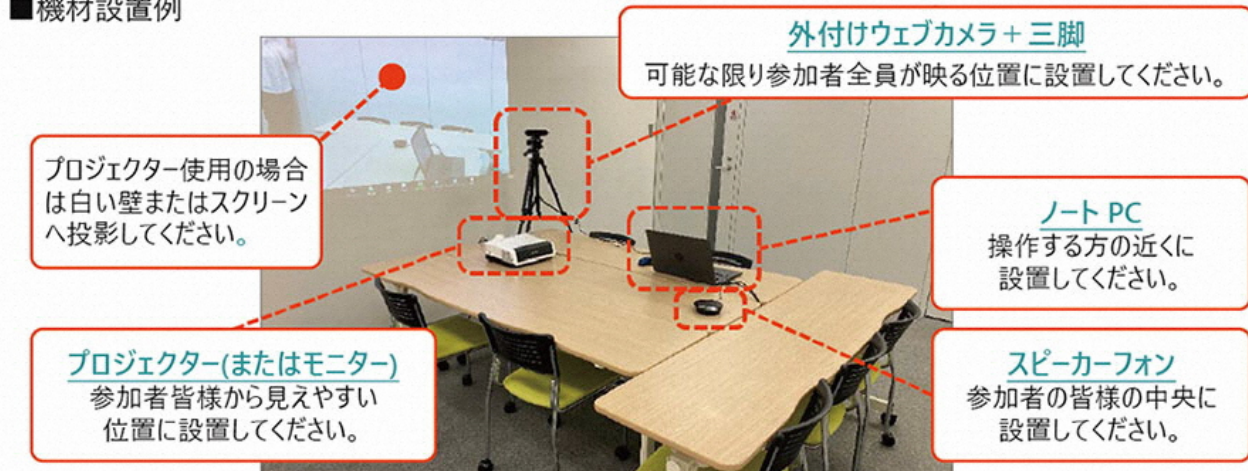 ■機材設置例
外付けウェブカメラ+三脚
可能な限り参加者全員が映る位置に設置してください。
プロジェクター使用の場合
は白い壁またはスクリーン
へ投影してください。
ノート PC
操作する方の近くに
設置してください。
プロジェクター(またはモニター)
参加者皆様から見えやすい
位置に設置してください。
スピーカーフォン
参加者の皆様の中央に
設置してください。